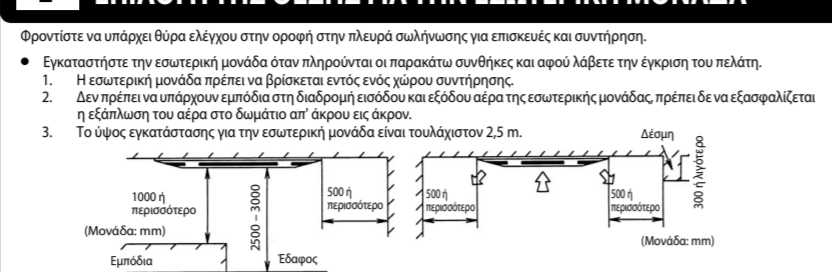 ΕΠΙΛΟΓΗ ΤΗΣ ΘΕΣΗΣ ΓΙΑ ΤΗΝ ΕΣΩΤΕΡΙΚΗ ΜΟΝΑΔΑ
Φροντίστε να υπάρχει θύρα ελέγχου στην οροφή στην πλευρά σωλήνωσης για επισκευές και συντήρηση.
● Εγκαταστήστε την εσωτερική μονάδα όταν πληρούνται οι παρακάτω συνθήκες και αφού λάβετε την έγκριση του πελάτη.
1. Η εσωτερική μονάδα πρέπει να βρίσκεται εντός ενός χώρου συντήρησης.
2. Δεν πρέπει να υπάρχουν εμπόδια στη διαδρομή εισόδου και εξόδου αέρα της εσωτερικής μονάδας, πρέπει δε να εξασφαλίζεται
η εξάπλωση του αέρα στο δωμάτιο απ' άκρου εις άκρον.
3. Το ύψος εγκατάστασης για την εσωτερική μονάδα είναι τουλάχιστον 2,5 m.
1000 ή
περισσότερο
(Μονάδα: mm)
Εμπόδια
2500 – 3000
Έδαφος
500 ή
περισσότερο
500 ή
περισσότερο
500 ή
περισσότερο
Δέσμη
300 ή λιγότερο
(Μονάδα: mm)